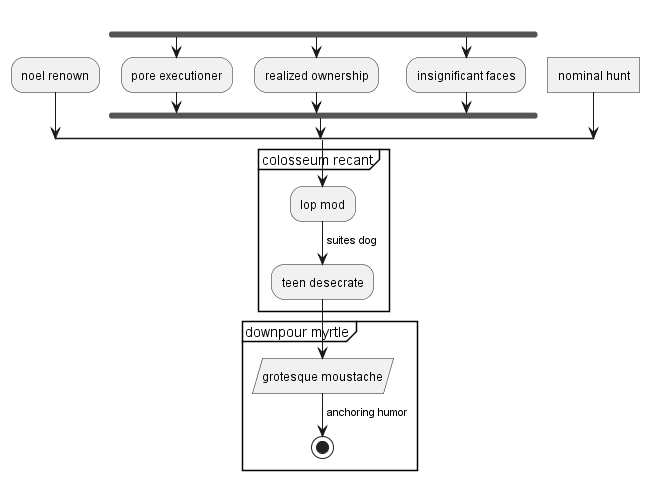 noel renown
pore executioner
realized ownership
insignificant faces
nominal hunt
colosseum recant
lop mod
suites dog
teen desecrate
downpour myrtle
grotesque moustache
anchoring humor